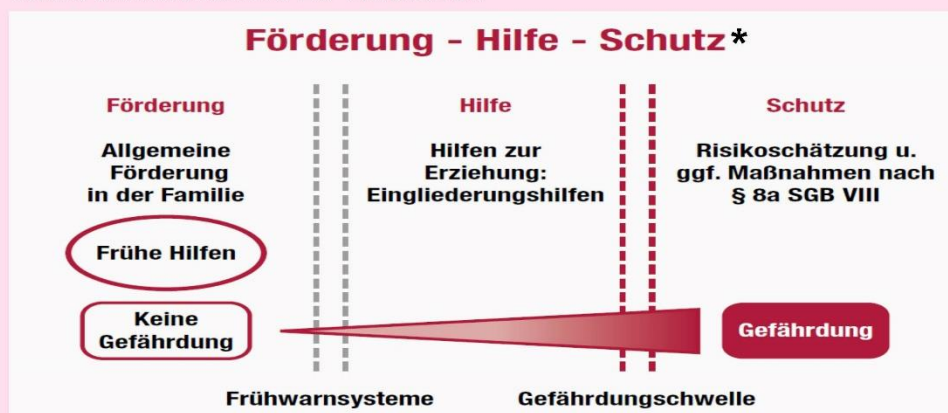 Förderung - Hilfe - Schutz*
Förderung
Allgemeine
Förderung
in der Familie
Frühe Hilfen
Keine
Gefährdung
Hilfe
Hilfen zur
Erziehung:
Eingliederungshilfen
Schutz
Risikoschätzung u.
ggf. Maßnahmen nach
§ 8a SGB VIII
Gefährdung
Frühwarnsysteme
Gefährdungschwelle